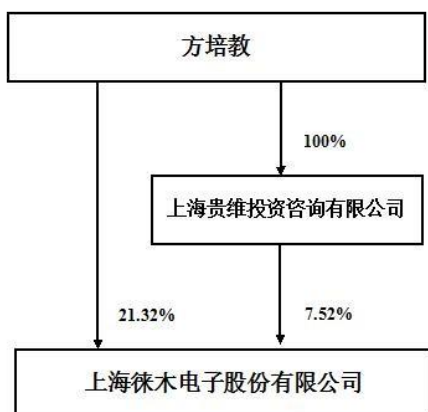 方培教
100%
上海贵维投资咨询有限公司
21.32%
7.52%
上海徕木电子股份有限公司